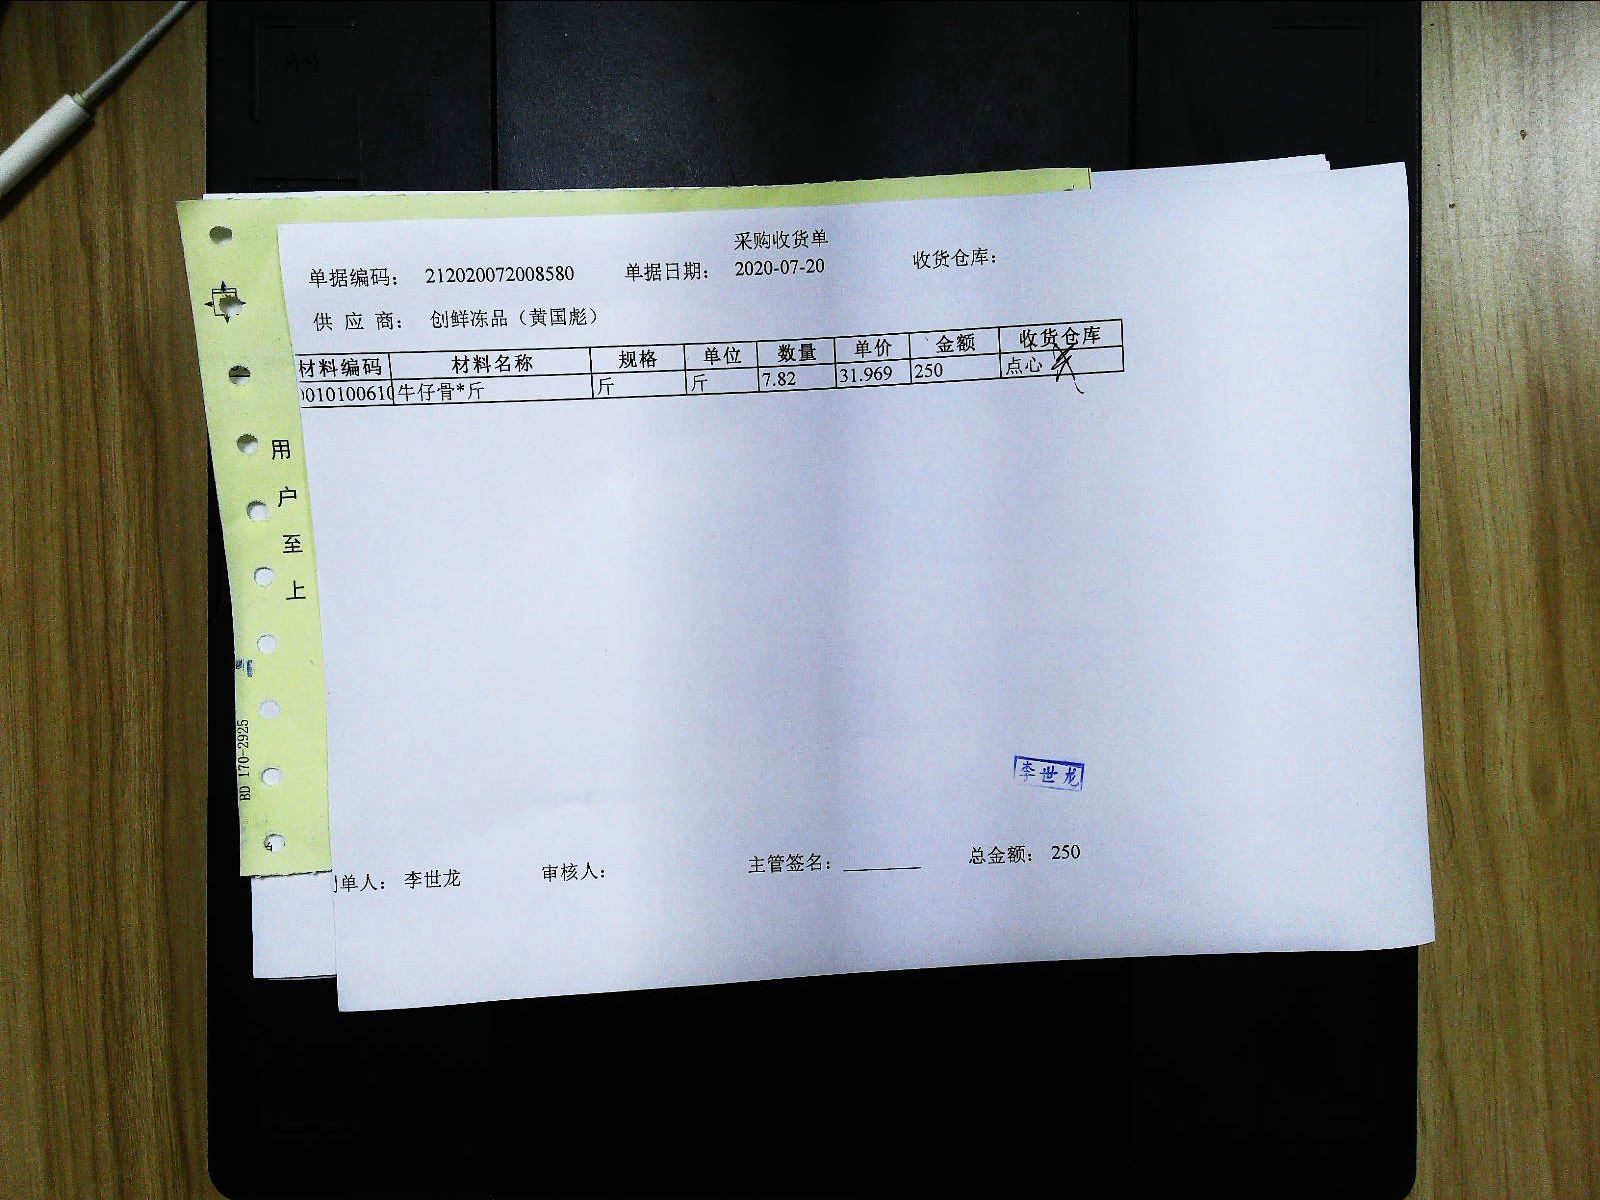 采购收货单
单据编码： 212020072008580 单据日期： 2020-07-20 收货仓库：
供 应 商： 创鲜冻品（黄国彪）
材料编码 材料名称 规格 单位 数量 单价 金额 收货仓库
0010100610 牛仔骨*斤 斤 斤 7.82 31.969 250 点心
用户至上
BD 170-2925
李世龙
单人： 李世龙 审核人： 主管签名： 总金额： 250